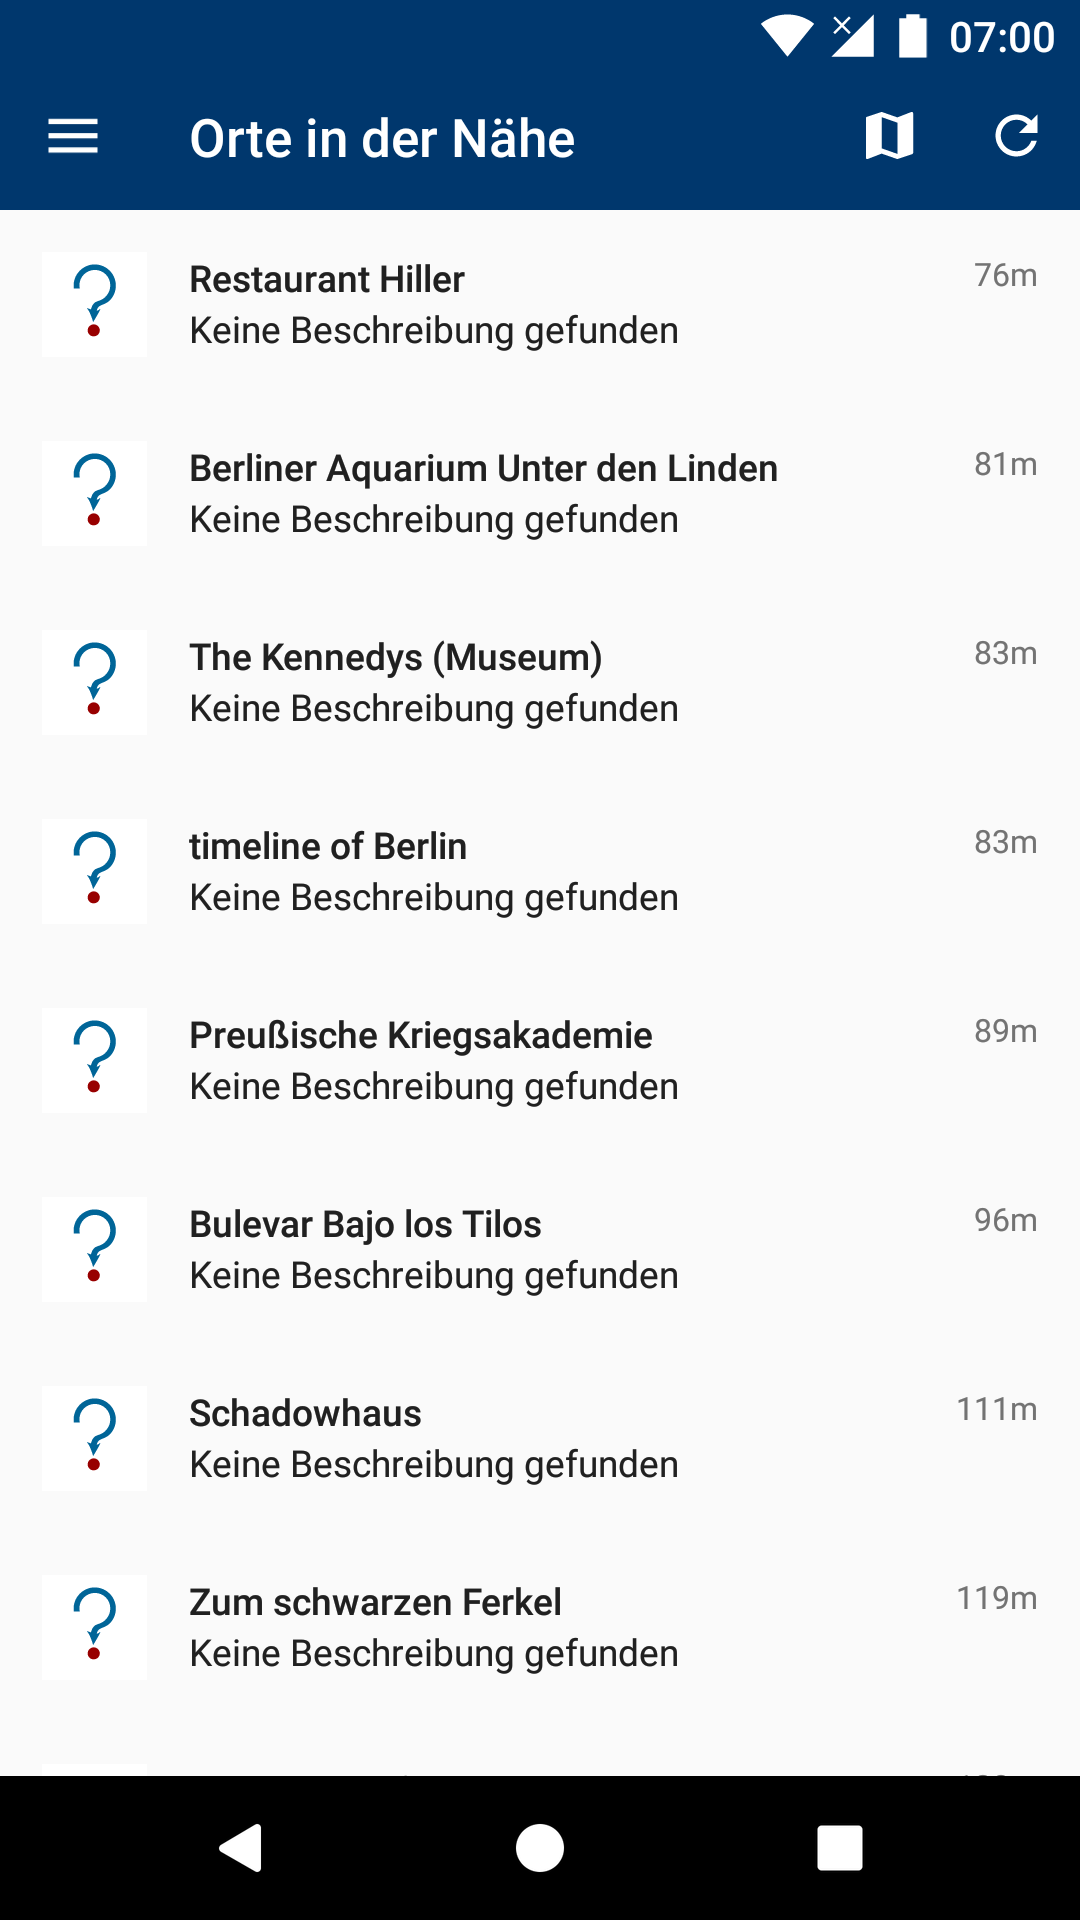 07:00
Orte in der Nähe
Restaurant Hiller
76m
Keine Beschreibung gefunden
Berliner Aquarium Unter den Linden
81m
Keine Beschreibung gefunden
The Kennedys (Museum)
83m
Keine Beschreibung gefunden
timeline of Berlin
83m
Keine Beschreibung gefunden
Preußische Kriegsakademie
89m
Keine Beschreibung gefunden
Bulevar Bajo los Tilos
96m
Keine Beschreibung gefunden
Schadowhaus
111m
Keine Beschreibung gefunden
Zum schwarzen Ferkel
119m
Keine Beschreibung gefunden